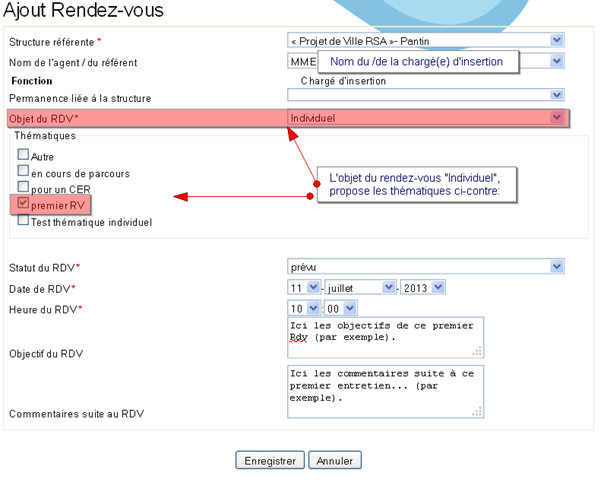 Ajout Rendez-vous
Structure référente * « Projet de Ville RSA »- Pantin
Nom de l'agent / du référent MME Nom du /de la chargé(e) d'insertion
Fonction Chargé d'insertion
Permanence liée à la structure
Objet du RDV* Individuel
Thématiques
Autre
en cours de parcours
pour un CER
premier RV
Test thématique individuel
L'objet du rendez-vous "Individuel",
propose les thématiques ci-contre:
Statut du RDV* prévu
Date de RDV* 11 - juillet - 2013
Heure du RDV* 10 : 00
Ici les objectifs de ce premier
Rdv (par exemple).
Objectif du RDV
Ici les commentaires suite à ce
premier entretien... (par
exemple).
Commentaires suite au RDV
Enregistrer Annuler